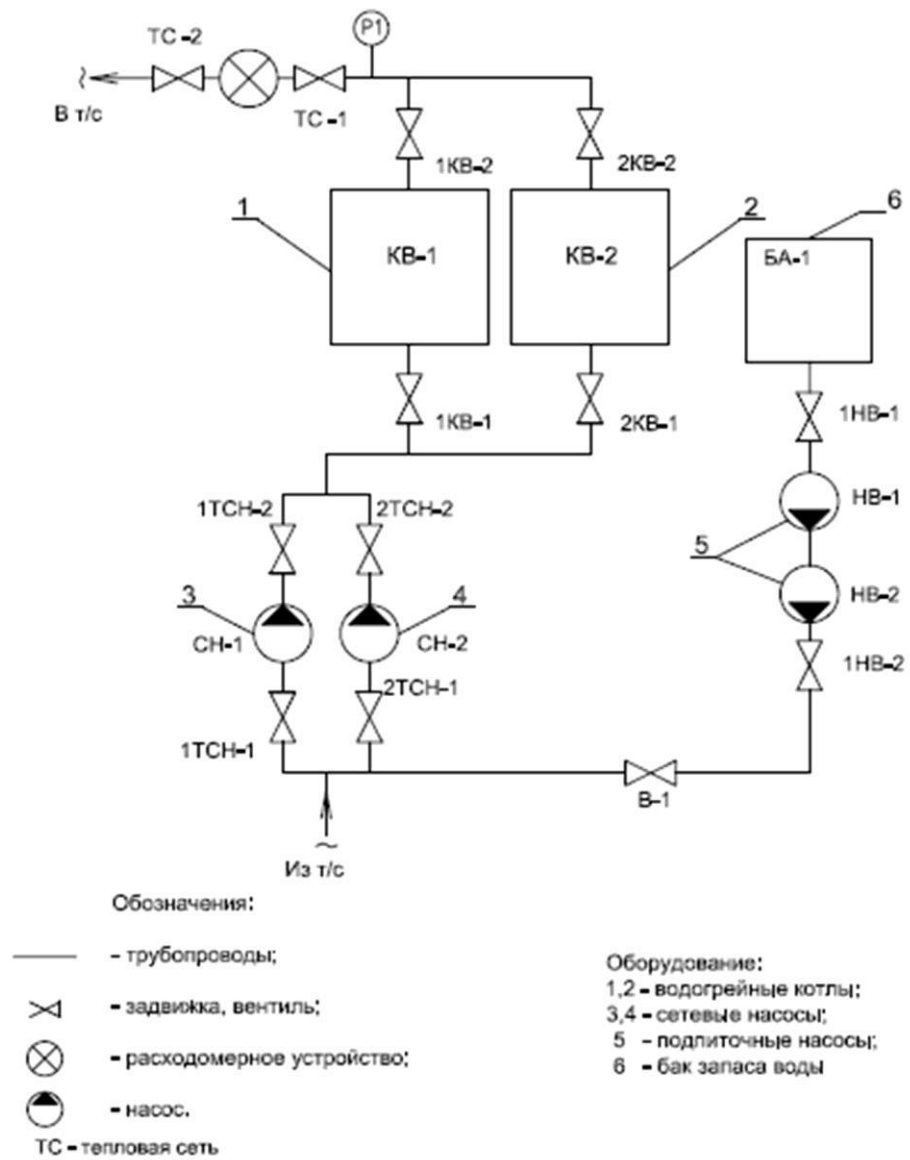 P1
ТС-2
ТС-1
В т/с
1КВ-2
2КВ-2
1
2
6
КВ-1
КВ-2
БА-1
1КВ-1
2КВ-1
1НВ-1
1ТСН-2
2ТСН-2
НВ-1
5
3
4
НВ-2
СН-1
СН-2
1НВ-2
2ТСН-1
1ТСН-1
В-1
Из т/с
Обозначения:
- трубопроводы;
- задвижка, вентиль;
- расходомерное устройство;
- насос.
ТС - тепловая сеть
Оборудование:
1,2 - водогрейные котлы;
3,4 - сетевые насосы;
5 - подпиточные насосы;
6 - бак запаса воды